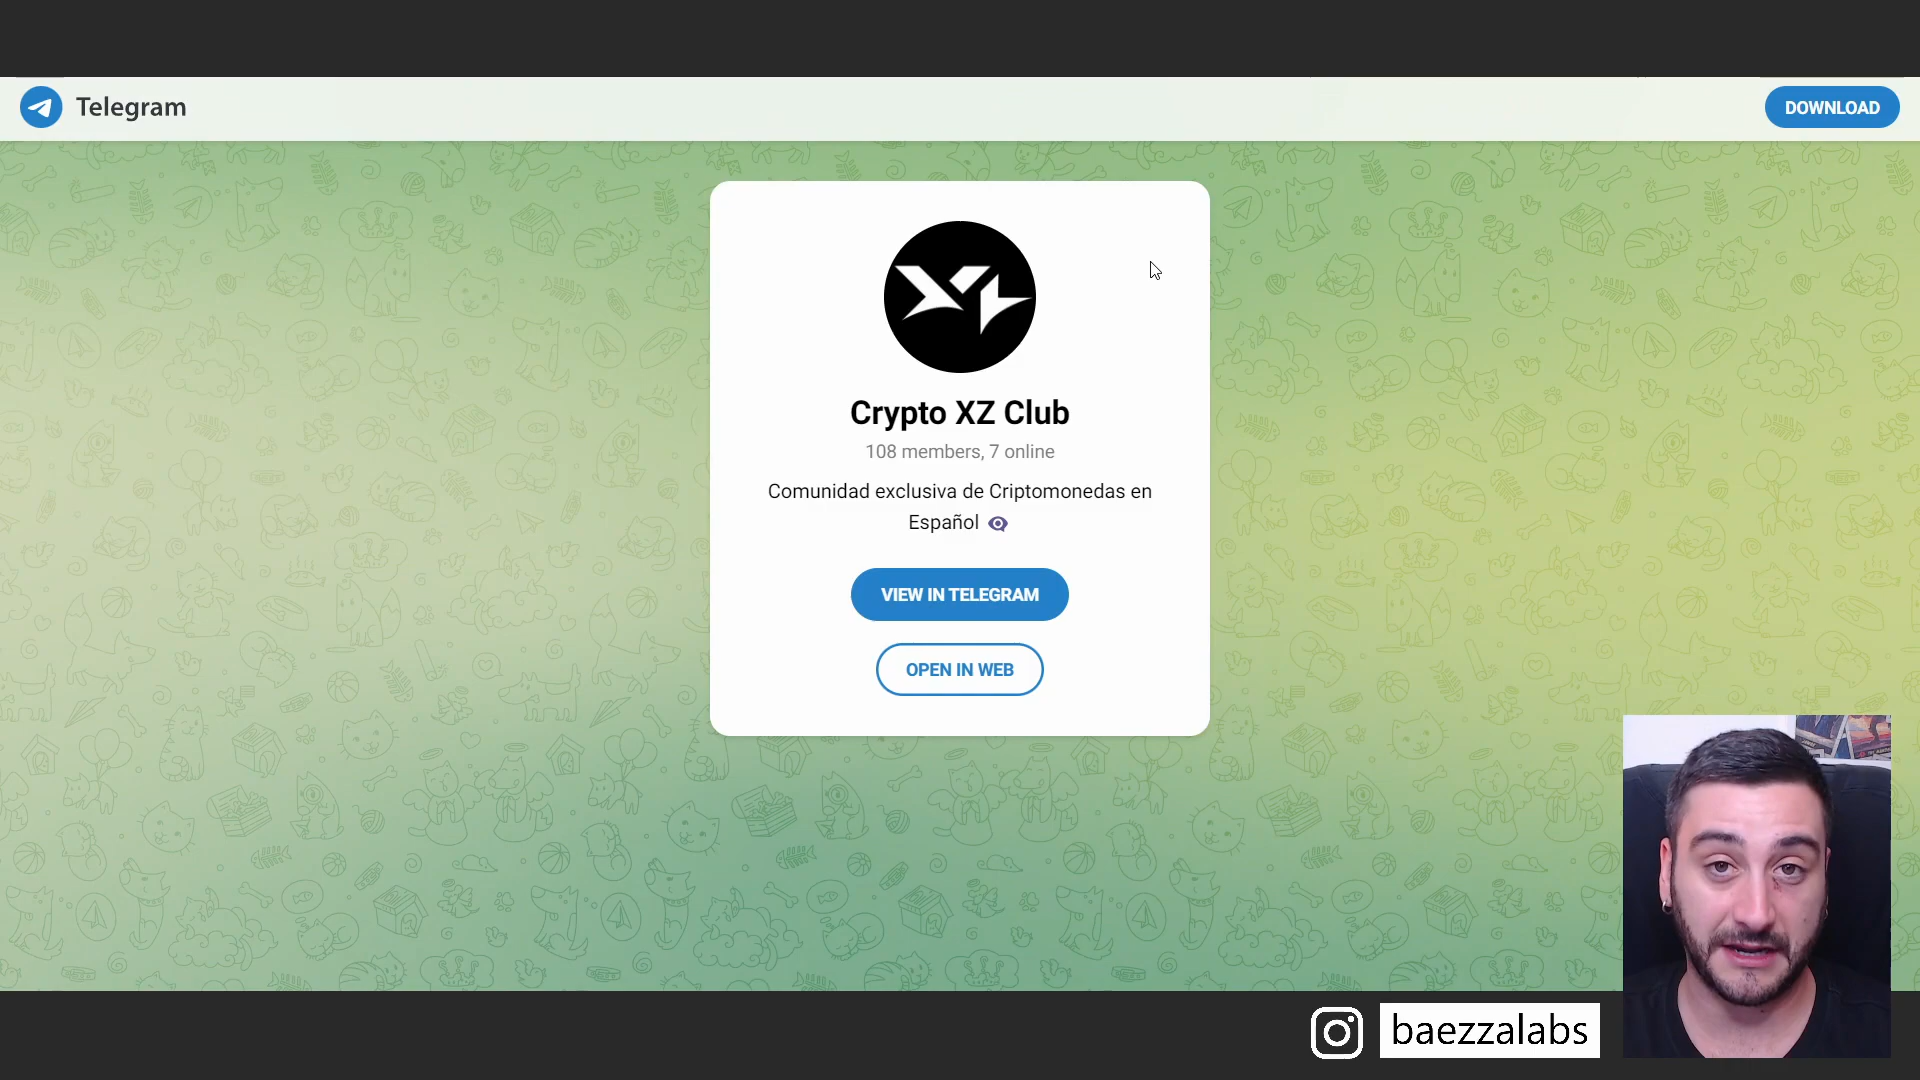 Telegram
DOWNLOAD
Crypto XZ Club
108 members, 7 online
Comunidad exclusiva de Criptomonedas en
Español
VIEW IN TELEGRAM
OPEN IN WEB
baezzalabs